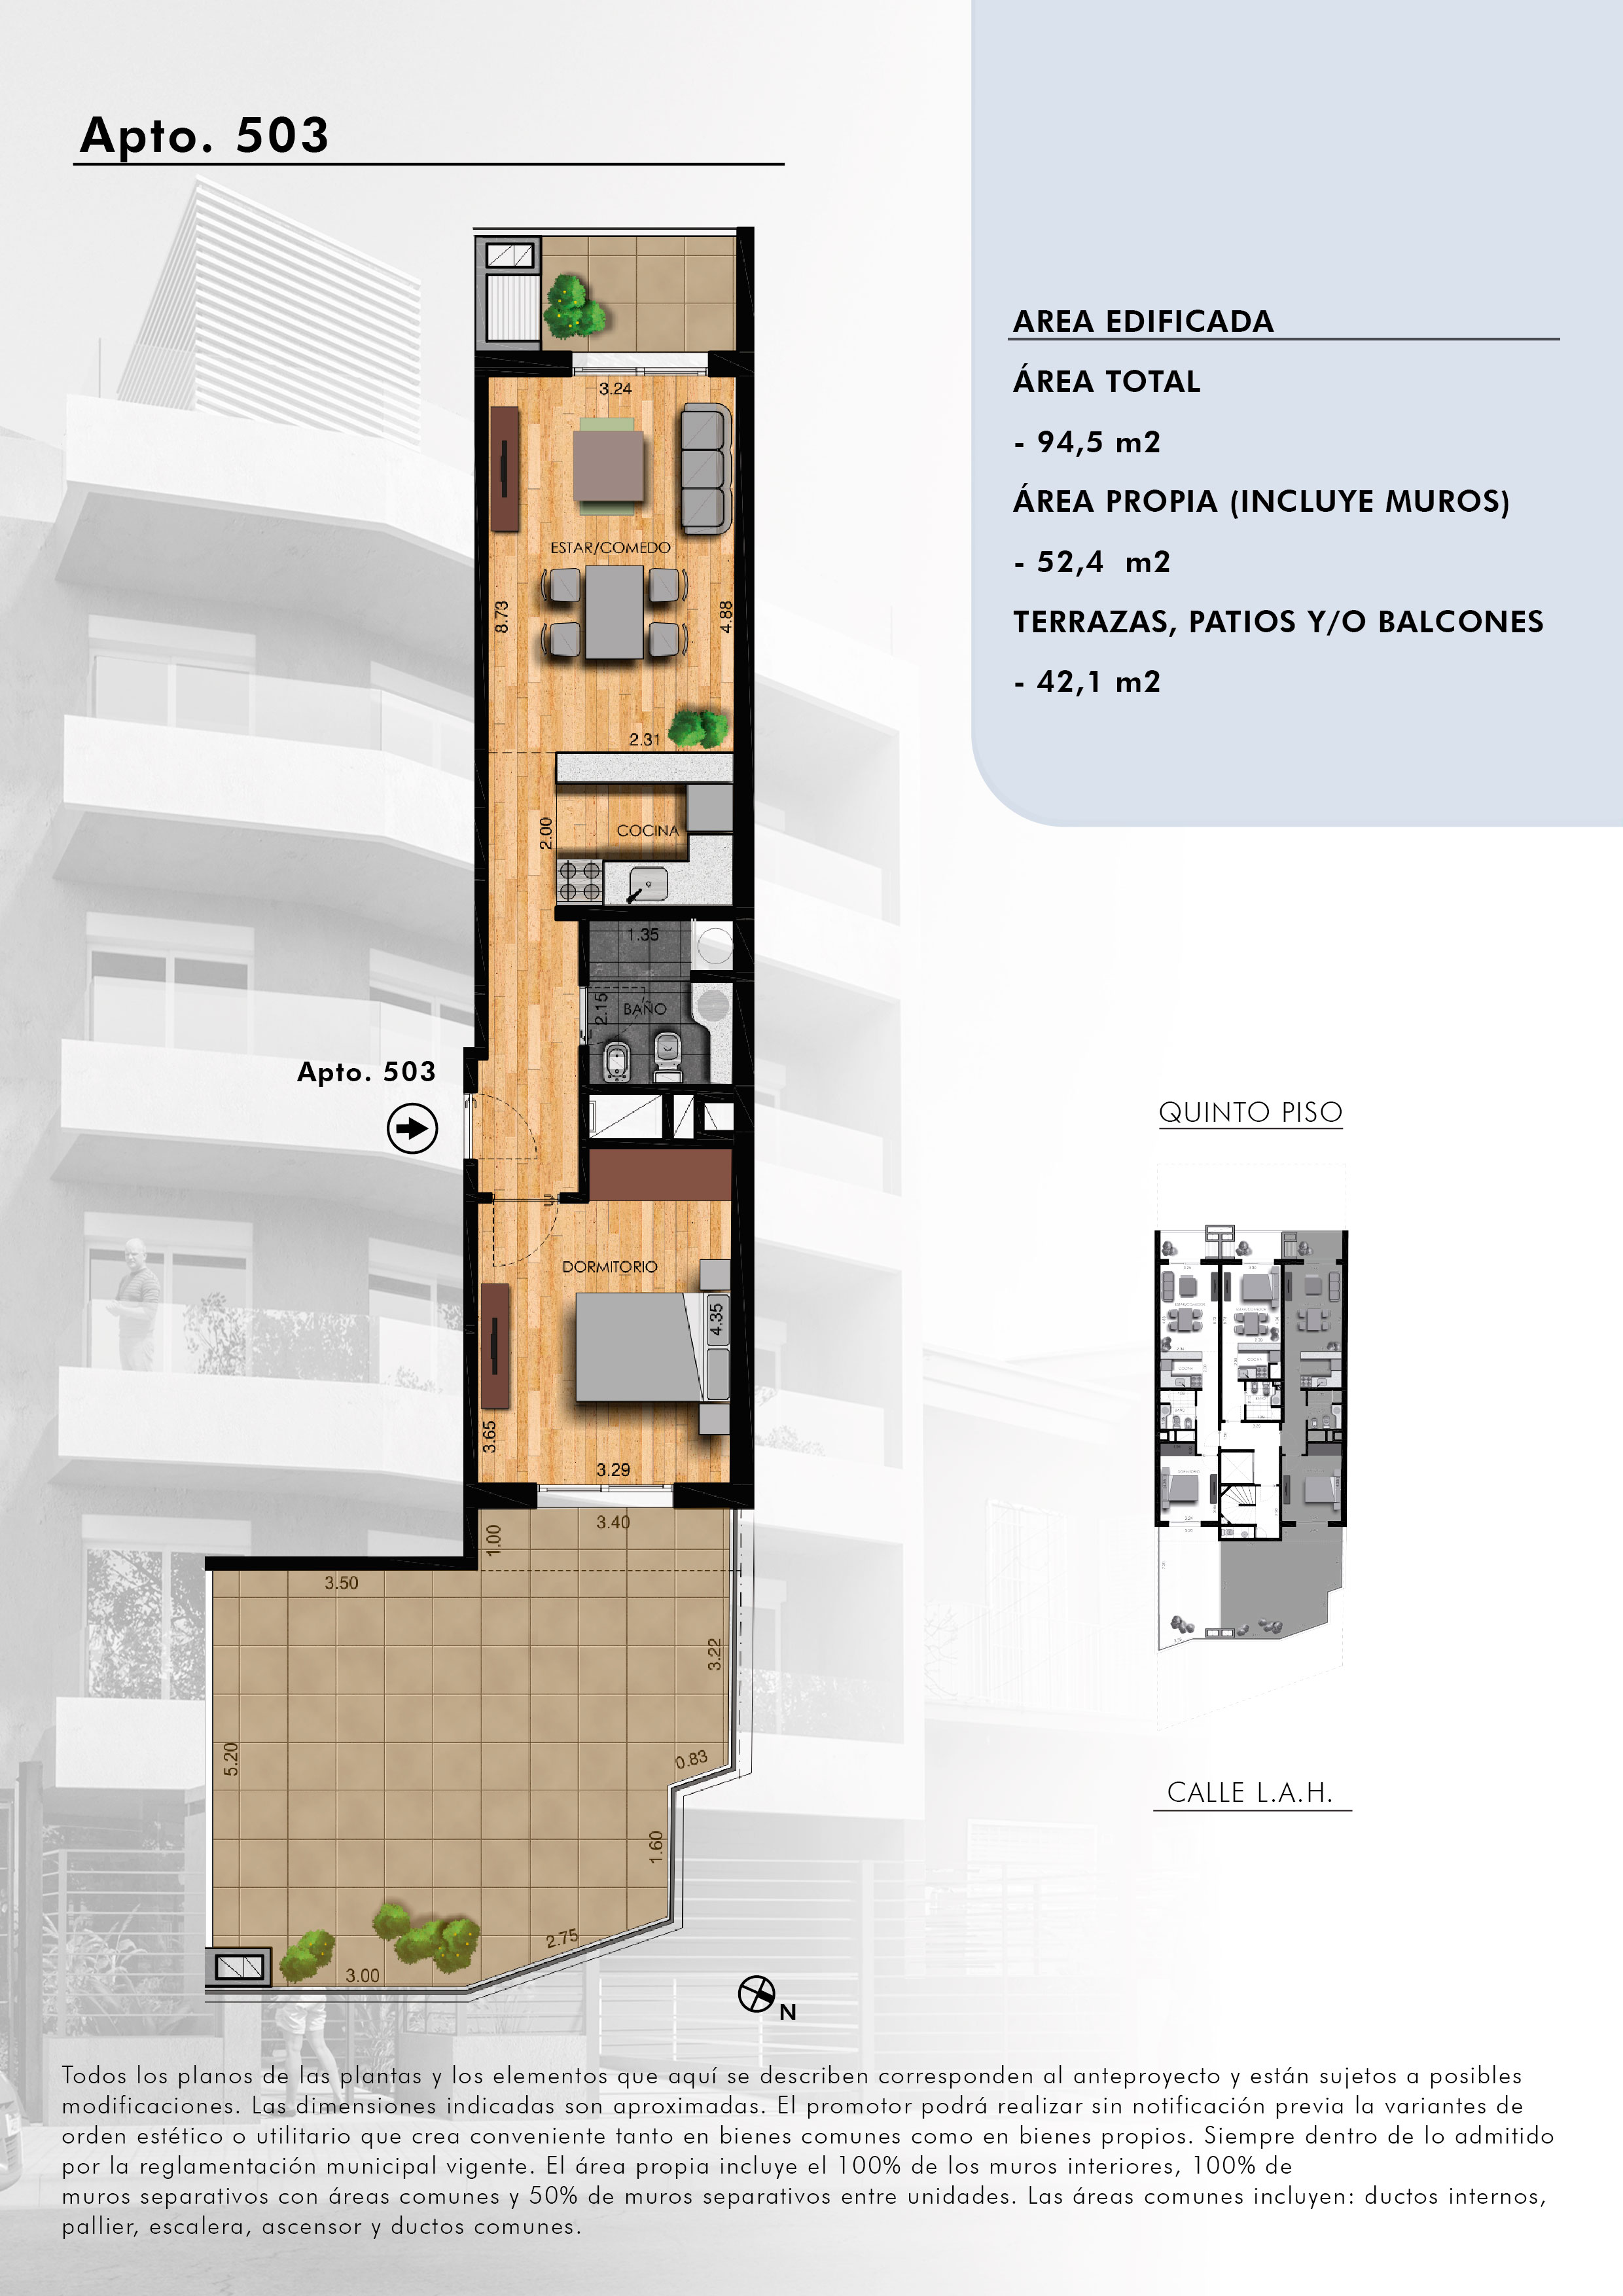 Apto. 503
AREA EDIFICADA
ÁREA TOTAL
- 94,5 m2
ÁREA PROPIA (INCLUYE MUROS)
- 52,4 m2
TERRAZAS, PATIOS Y/O BALCONES
- 42,1 m2
3.24
ESTAR/COMEDO
8.73
4.88
2.31
2.00
COCINA
1.35
2.15
BAÑO
Apto. 503
DORMITORIO
4.35
3.65
3.29
3.40
1.00
3.50
3.22
5.20
0.83
1.60
2.75
3.00
N
QUINTO PISO
CALLE L.A.H.
Todos los planos de las plantas y los elementos que aquí se describen corresponden al anteproyecto y están sujetos a posibles
modificaciones. Las dimensiones indicadas son aproximadas. El promotor podrá realizar sin notificación previa la variantes de
orden estético o utilitario que crea conveniente tanto en bienes comunes como en bienes propios. Siempre dentro de lo admitido
por la reglamentación municipal vigente. El área propia incluye el 100% de los muros interiores, 100% de
muros separativos con áreas comunes y 50% de muros separativos entre unidades. Las áreas comunes incluyen: ductos internos,
pallier, escalera, ascensor y ductos comunes.